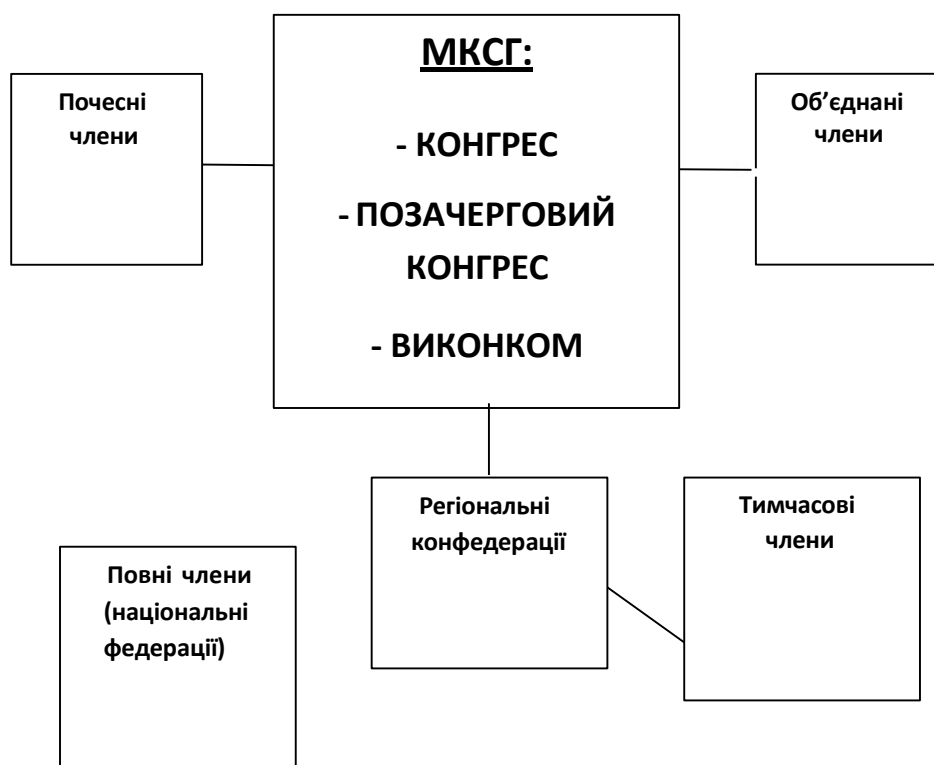 МКСГ:
- КОНГРЕС
- ПОЗАЧЕРГОВИЙ
КОНГРЕС
- ВИКОНКОМ
Почесні
члени
Об’єднані
члени
Регіональні
конфедерації
Тимчасові
члени
Повні члени
(національні
федерації)